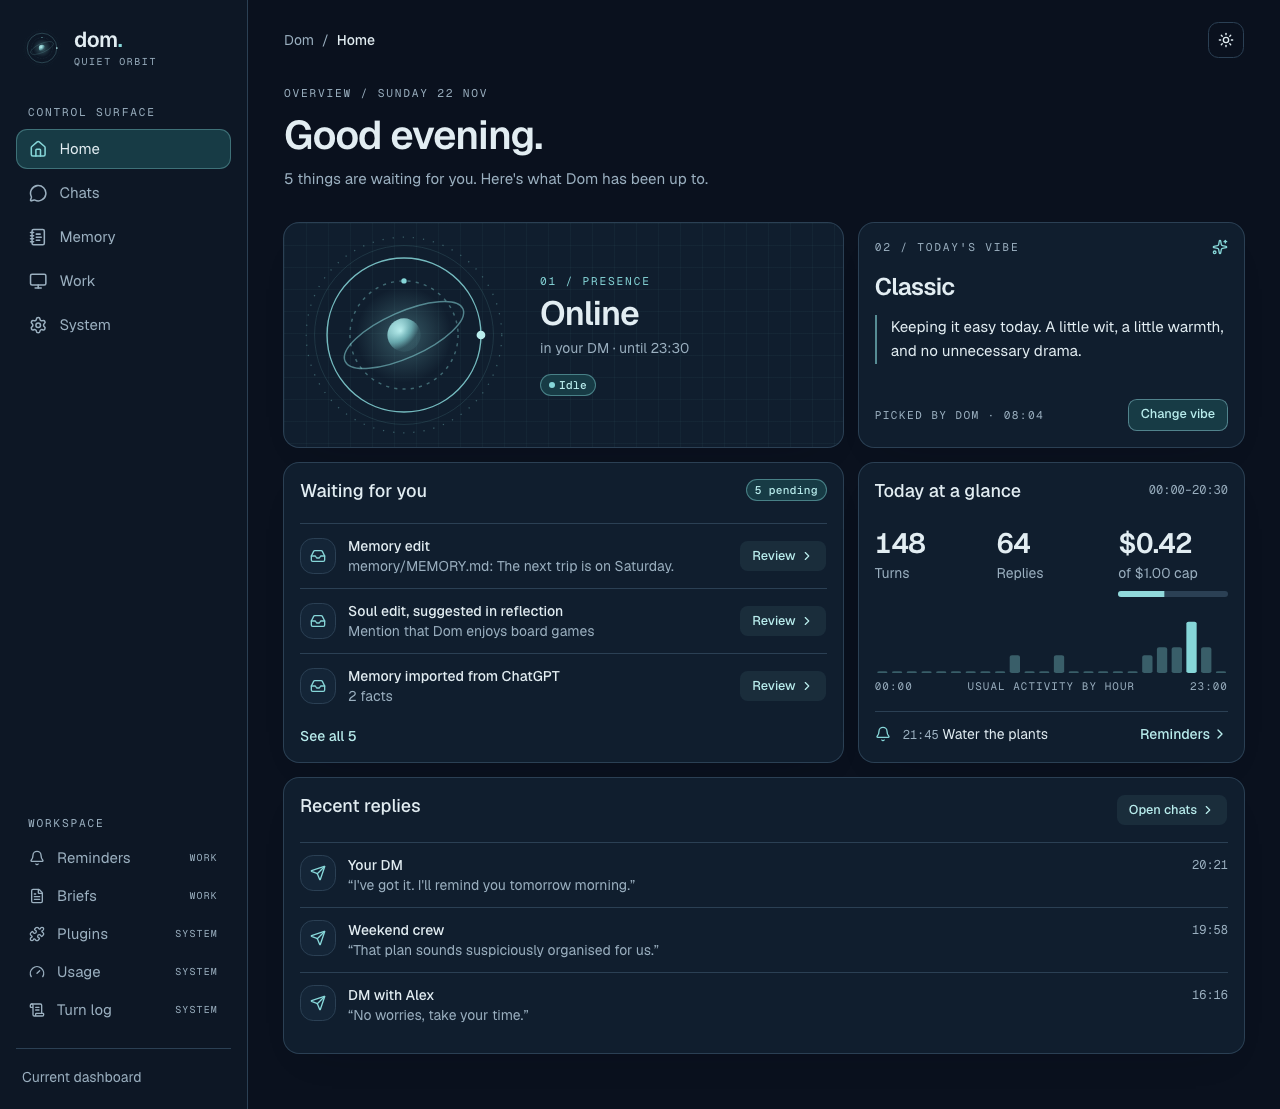 dom.
QUIET ORBIT
CONTROL SURFACE
Home
Chats
Memory
Work
System
WORKSPACE
Reminders WORK
Briefs WORK
Plugins SYSTEM
Usage SYSTEM
Turn log SYSTEM
Current dashboard
Dom / Home
OVERVIEW / SUNDAY 22 NOV
Good evening.
5 things are waiting for you. Here's what Dom has been up to.
01 / PRESENCE
Online
in your DM · until 23:30
Idle
02 / TODAY'S VIBE
Classic
Keeping it easy today. A little wit, a little warmth,
and no unnecessary drama.
PICKED BY DOM · 08:04
Change vibe
Waiting for you
5 pending
Memory edit
memory/MEMORY.md: The next trip is on Saturday.
Review
Soul edit, suggested in reflection
Mention that Dom enjoys board games
Review
Memory imported from ChatGPT
2 facts
Review
See all 5
Today at a glance
00:00–20:30
148
Turns
64
Replies
$0.42
of $1.00 cap
00:00 USUAL ACTIVITY BY HOUR 23:00
21:45 Water the plants
Reminders
Recent replies
Open chats
Your DM
20:21
“I've got it. I'll remind you tomorrow morning.”
Weekend crew
19:58
“That plan sounds suspiciously organised for us.”
DM with Alex
16:16
“No worries, take your time.”